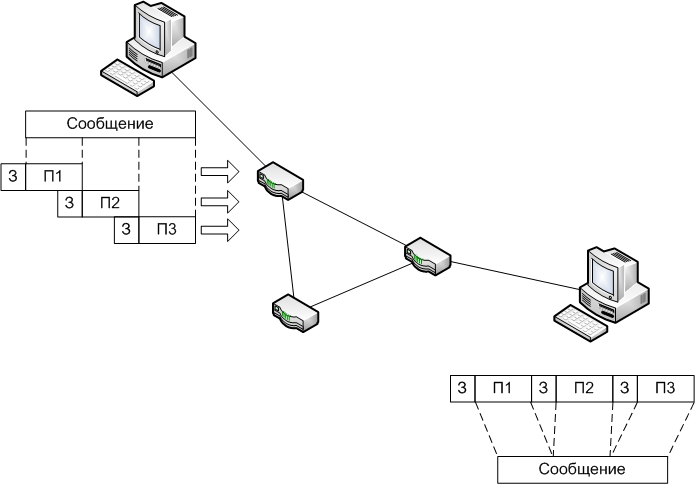 Сообщение
З П1
З П2
З П3
З П1 З П2 З П3
Сообщение